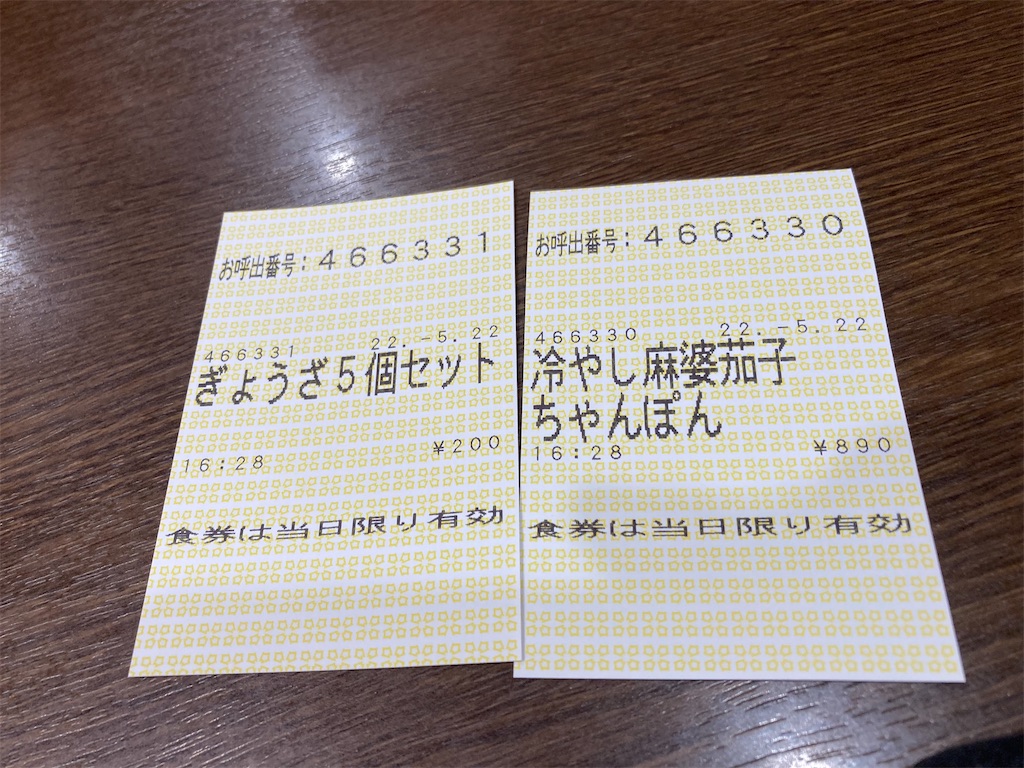 お呼出番号:466331
466331 22.-5.22
ぎょうざ5個セット
16:28 ¥200
食券は当日限り有効
お呼出番号:466330
466330 22.-5.22
冷やし麻婆茄子
ちゃんぽん
16:28 ¥890
食券は当日限り有効